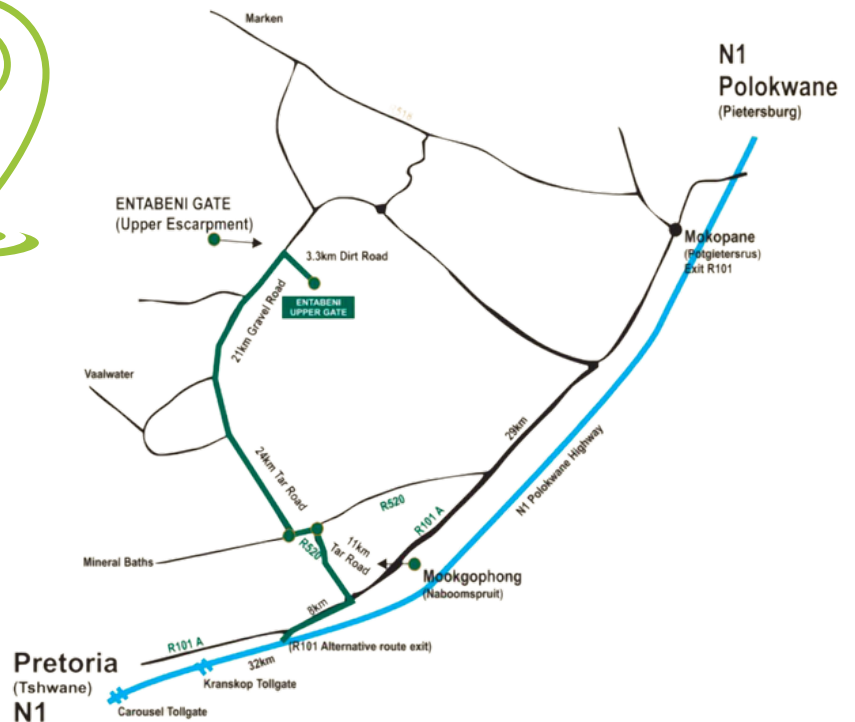 Marken
N1
Polokwane
(Pietersburg)
ENTABENI GATE
(Upper Escarpment)
3.3km Dirt Road
Mokopane
(Potgietersrus)
Exit R101
ENTABENI
UPPER GATE
21km Gravel Road
Vaalwater
29km
N1 Polokwane Highway
24km Tar Road
R520
R101 A
11km
Tar Road
R520
Mineral Baths
Mookgophong
(Naboomspruit)
8km
R101 A
(R101 Alternative route exit)
32km
Pretoria
(Tshwane)
N1
Kranskop Tollgate
Carousel Tollgate